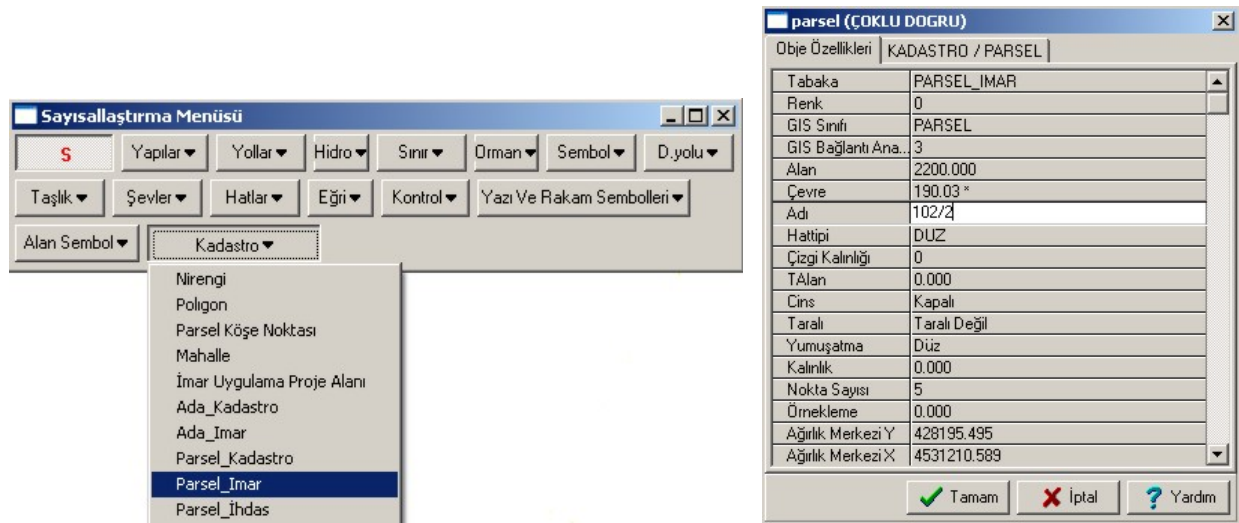 Sayısallaştırma Menüsü
S Yapılar Yollar Hidro Sınır Orman Sembol D.yolu
Taşlık Şevler Hatlar Eğri Kontrol Yazı Ve Rakam Sembolleri
Alan Sembol Kadastro
Nirengi
Poligon
Parsel Köşe Noktası
Mahalle
İmar Uygulama Proje Alanı
Ada_Kadastro
Ada_Imar
Parsel_Kadastro
Parsel_Imar
Parsel_İhdas
parsel (ÇOKLU DOGRU)
Obje Özellikleri KADASTRO / PARSEL
Tabaka PARSEL_IMAR
Renk 0
GIS Sınıfı PARSEL
GIS Bağlantı Ana... 3
Alan 2200.000
Çevre 190.03 *
Adı 102/2
Hattipi DUZ
Çizgi Kalınlığı 0
TAlan 0.000
Cins Kapalı
Taralı Taralı Değil
Yumuşatma Düz
Kalınlık 0.000
Nokta Sayısı 5
Örnekleme 0.000
Ağırlık Merkezi Y 428195.495
Ağırlık Merkezi X 4531210.589
Tamam İptal Yardım